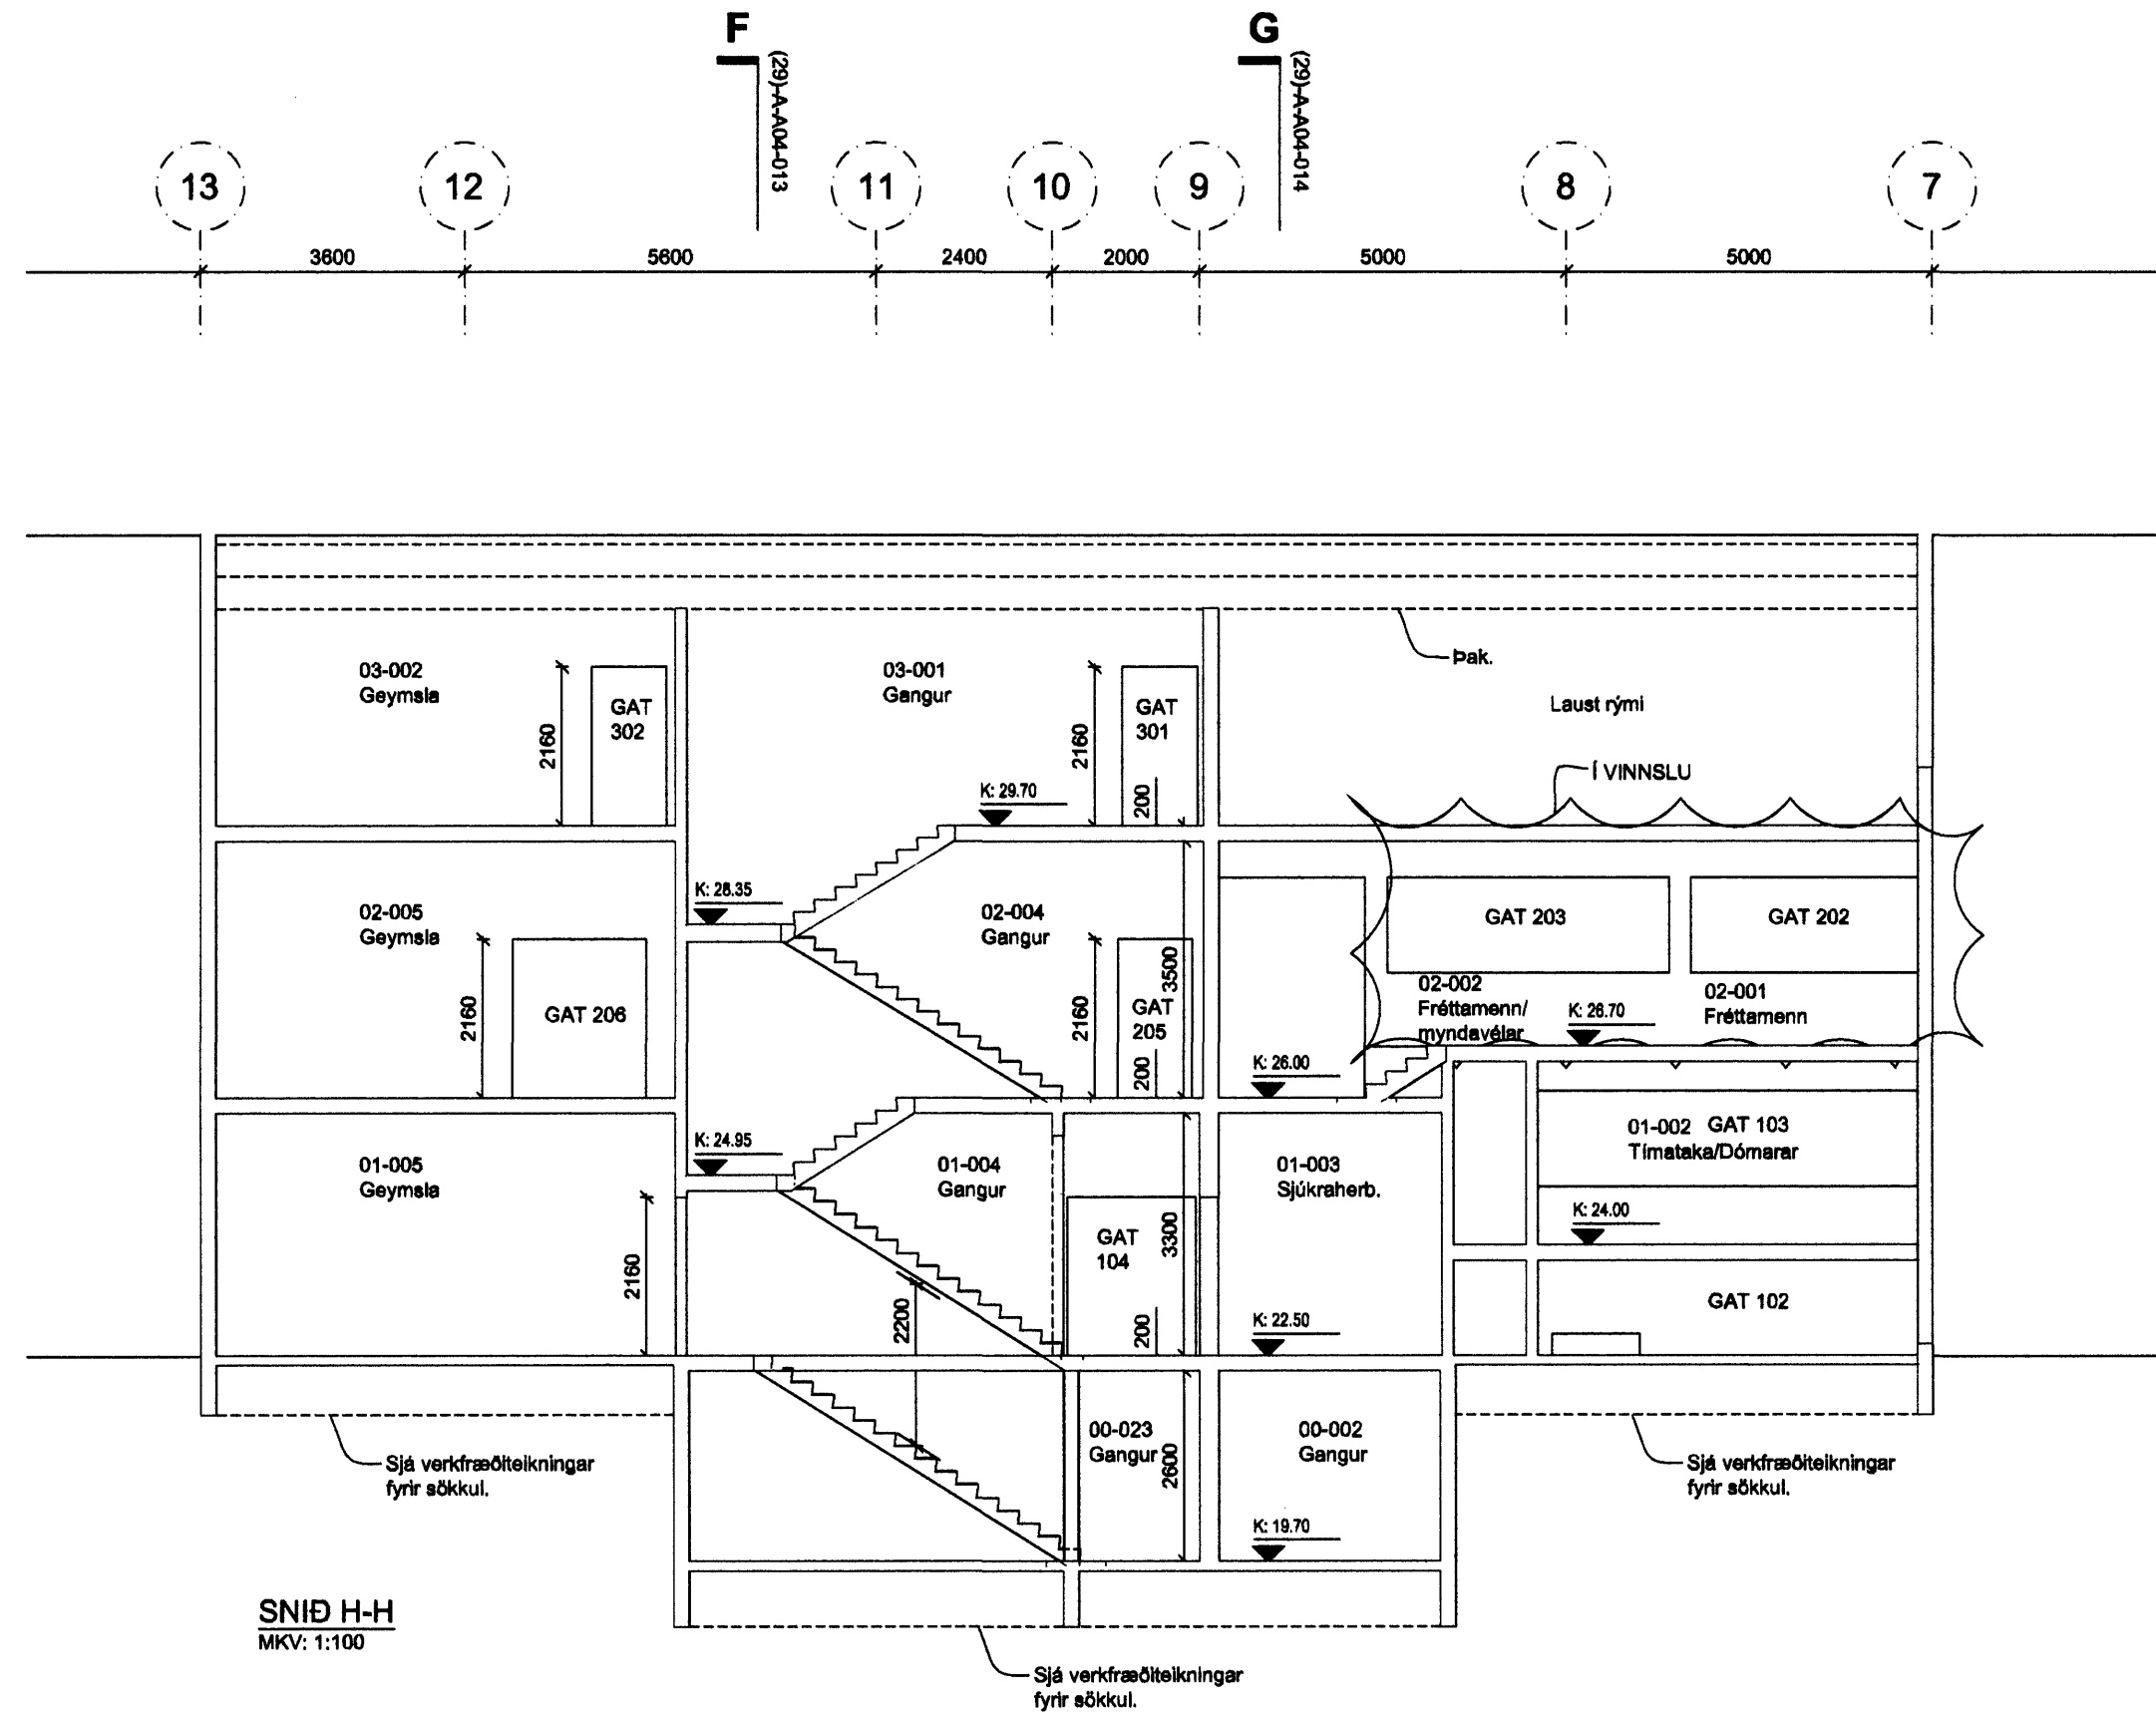 F
G
(29)-A-A04-013
(29)-A-A04-014
13
12
11
10
9
8
7
3600
5600
2400
2000
5000
5000
Þak.
03-002
Geymsla
GAT
302
2160
03-001
Gangur
2160
GAT
301
200
Laust rými
Í VINNSLU
K: 29.70
K: 28.35
02-005
Geymsla
2160
GAT 206
02-004
Gangur
2160
GAT
205
200
3500
GAT 203
GAT 202
02-002
Fréttamenn/
myndavélar
K: 26.70
02-001
Fréttamenn
K: 26.00
K: 24.95
01-005
Geymsla
2160
01-004
Gangur
2200
GAT
104
200
3300
01-003
Sjúkraherb.
K: 22.50
01-002 GAT 103
Tímataka/Dómarar
K: 24.00
GAT 102
00-023
Gangur
2600
00-002
Gangur
K: 19.70
Sjá verkfræðiteikningar
fyrir sökkul.
Sjá verkfræðiteikningar
fyrir sökkul.
SNIÐ H-H
MKV: 1:100
Sjá verkfræðiteikningar
fyrir sökkul.